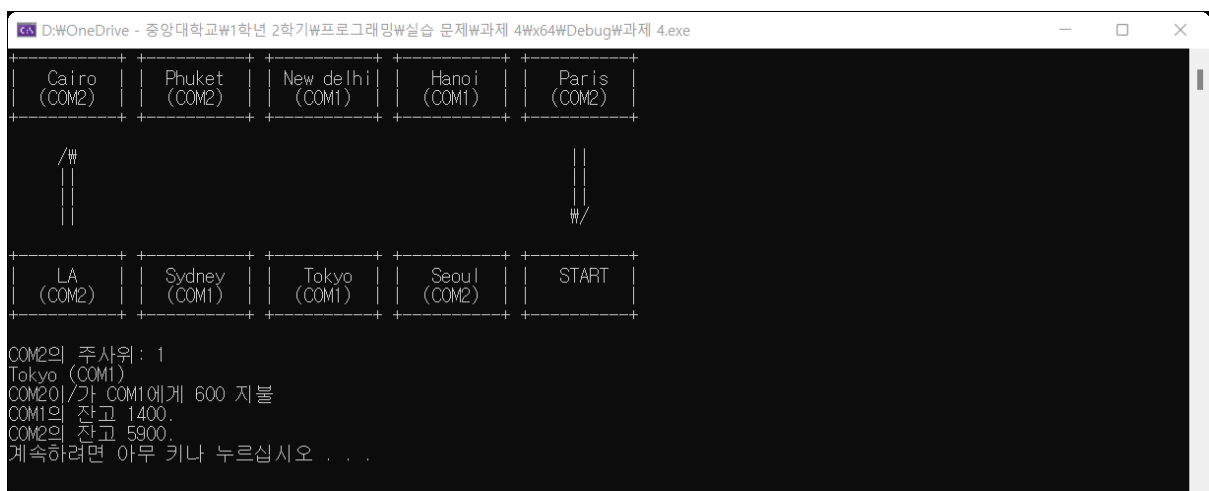 D:₩OneDrive - 중앙대학교₩1학년 2학기₩프로그래밍₩실습 문제₩과제 4₩x64₩Debug₩과제 4.exe
+----------+ +----------+ +----------+ +----------+ +----------+
|   Cairo  | |  Phuket  | |New delhi| |   Hanoi  | |   Paris  |
|  (COM2)  | |  (COM2)  | |  (COM1)  | |  (COM1)  | |  (COM2)  |
+----------+ +----------+ +----------+ +----------+ +----------+
/₩ ||
|| ||
|| ||
|| ₩/
+----------+ +----------+ +----------+ +----------+ +----------+
|    LA    | |  Sydney  | |   Tokyo  | |   Seoul  | |   START  |
|  (COM2)  | |  (COM1)  | |  (COM1)  | |  (COM2)  | |          |
+----------+ +----------+ +----------+ +----------+ +----------+
COM2의 주사위: 1
Tokyo (COM1)
COM2이/가 COM1에게 600 지불
COM1의 잔고 1400.
COM2의 잔고 5900.
계속하려면 아무 키나 누르십시오 . . .